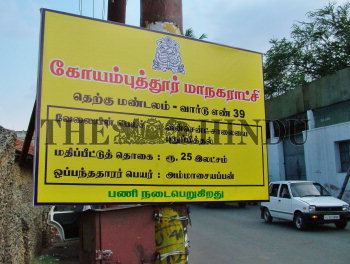 கோயம்புத்தூர் மாநகராட்சி
தெற்கு மண்டலம் - வார்டு எண் 39
வேலையின் பெயர் :
THE HINDU
மதிப்பீட்டுத் தொகை : ரூ. 25 இலட்சம்
ஒப்பந்ததாரர் பெயர் : அம்மாசையப்பன்
பணி நடைபெறுகிறது